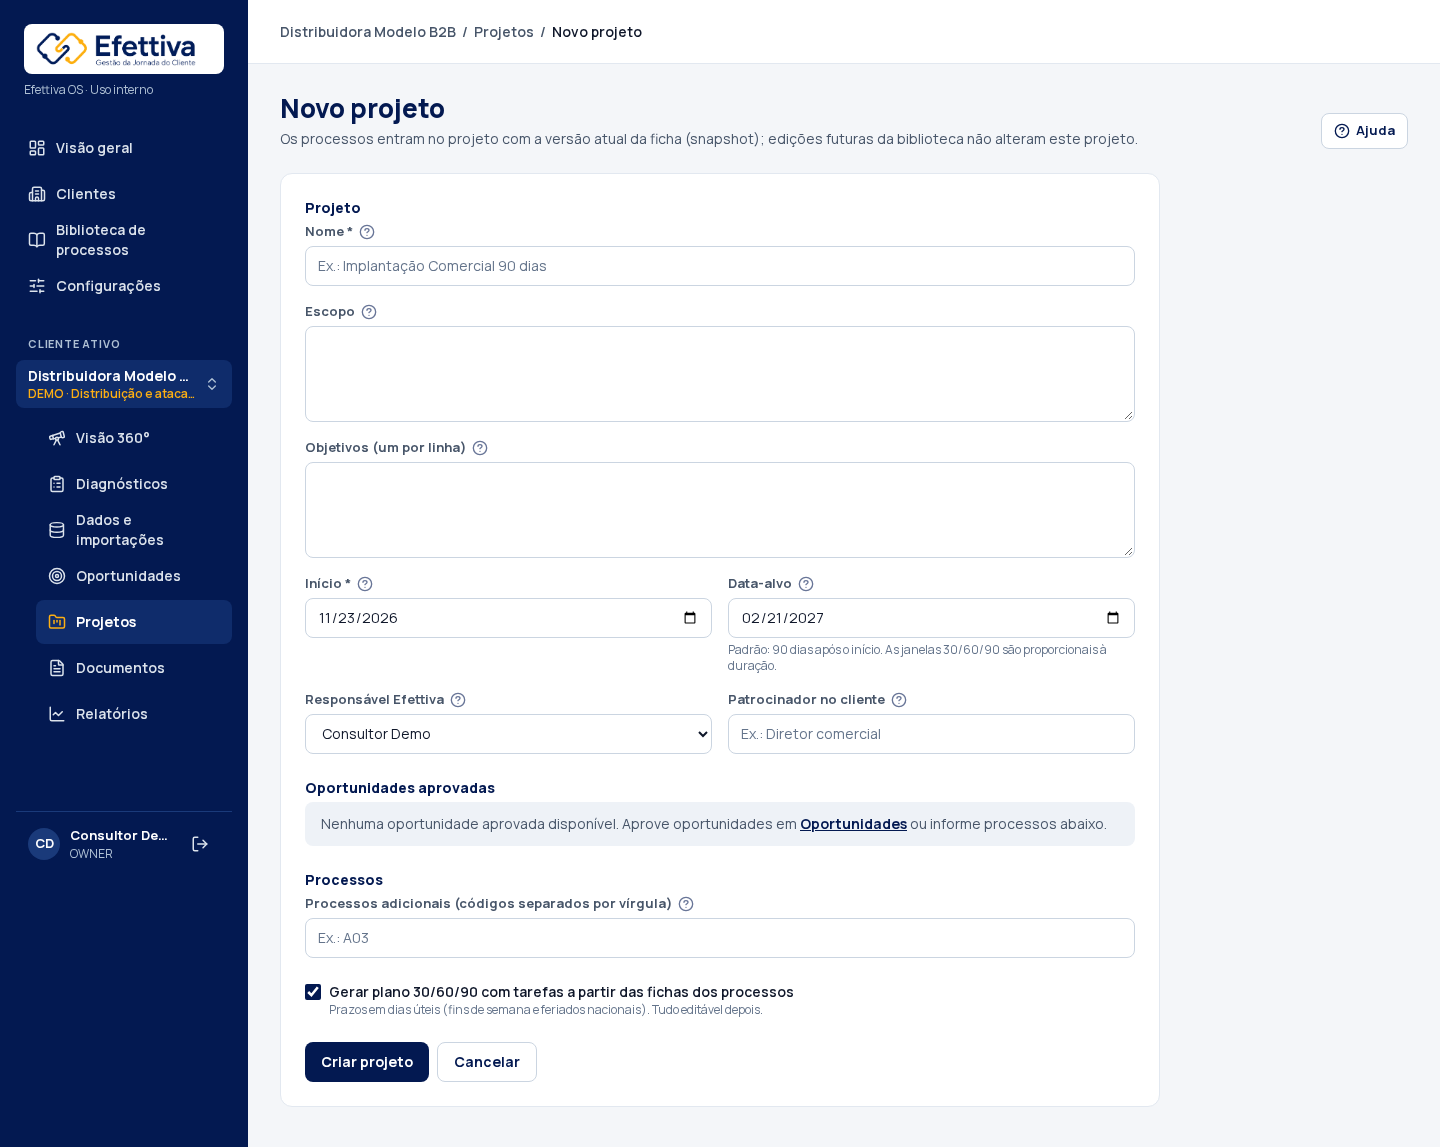 Efettiva
Gestão da Jornada do Cliente
Efettiva OS · Uso interno
Visão geral
Clientes
Biblioteca de
processos
Configurações
CLIENTE ATIVO
Distribuidora Modelo ...
DEMO · Distribuição e ataca...
Visão 360°
Diagnósticos
Dados e
importações
Oportunidades
Projetos
Documentos
Relatórios
CD
Consultor De...
OWNER
Distribuidora Modelo B2B / Projetos / Novo projeto
Novo projeto
Os processos entram no projeto com a versão atual da ficha (snapshot); edições futuras da biblioteca não alteram este projeto.
Ajuda
Projeto
Nome *
Ex.: Implantação Comercial 90 dias
Escopo
Objetivos (um por linha)
Início *
Data-alvo
11/23/2026
02/21/2027
Padrão: 90 dias após o início. As janelas 30/60/90 são proporcionais à
duração.
Responsável Efettiva
Patrocinador no cliente
Consultor Demo
Ex.: Diretor comercial
Oportunidades aprovadas
Nenhuma oportunidade aprovada disponível. Aprove oportunidades em Oportunidades ou informe processos abaixo.
Processos
Processos adicionais (códigos separados por vírgula)
Ex.: A03
Gerar plano 30/60/90 com tarefas a partir das fichas dos processos
Prazos em dias úteis (fins de semana e feriados nacionais). Tudo editável depois.
Criar projeto
Cancelar